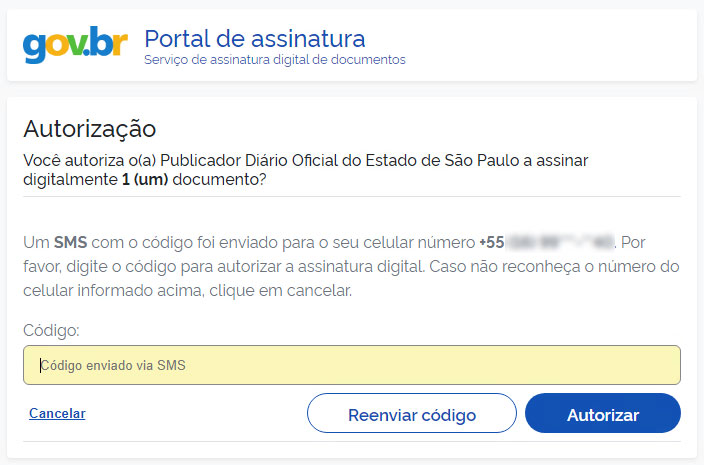 gov.br
Portal de assinatura
Serviço de assinatura digital de documentos
Autorização
Você autoriza o(a) Publicador Diário Oficial do Estado de São Paulo a assinar
digitalmente 1 (um) documento?
Um SMS com o código foi enviado para o seu celular número +55 . Por
favor, digite o código para autorizar a assinatura digital. Caso não reconheça o número do
celular informado acima, clique em cancelar.
Código:
Código enviado via SMS
Cancelar
Reenviar código
Autorizar